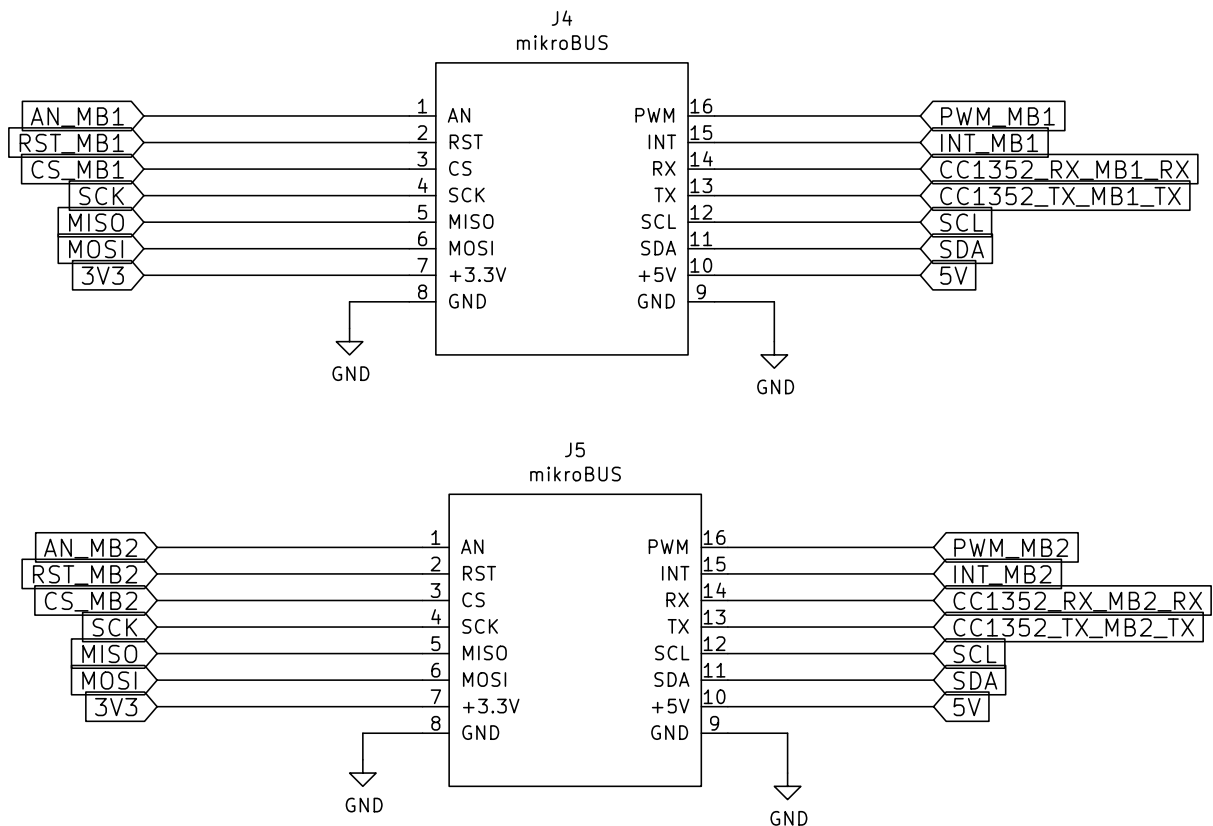 J4
mikroBUS
AN_MB1 1 AN PWM 16 PWM_MB1
RST_MB1 2 RST INT 15 INT_MB1
CS_MB1 3 CS RX 14 CC1352_RX_MB1_RX
SCK 4 SCK TX 13 CC1352_TX_MB1_TX
MISO 5 MISO SCL 12 SCL
MOSI 6 MOSI SDA 11 SDA
3V3 7 +3.3V +5V 10 5V
8 GND GND 9
GND
GND
J5
mikroBUS
AN_MB2 1 AN PWM 16 PWM_MB2
RST_MB2 2 RST INT 15 INT_MB2
CS_MB2 3 CS RX 14 CC1352_RX_MB2_RX
SCK 4 SCK TX 13 CC1352_TX_MB2_TX
MISO 5 MISO SCL 12 SCL
MOSI 6 MOSI SDA 11 SDA
3V3 7 +3.3V +5V 10 5V
8 GND GND 9
GND
GND